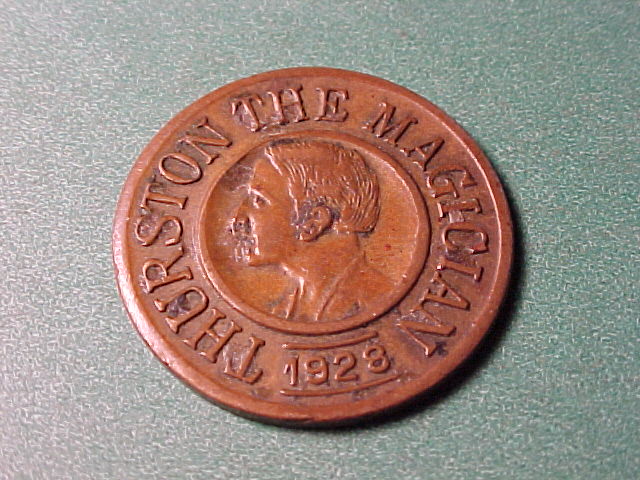 THURSTON THE MAGICIAN
1928